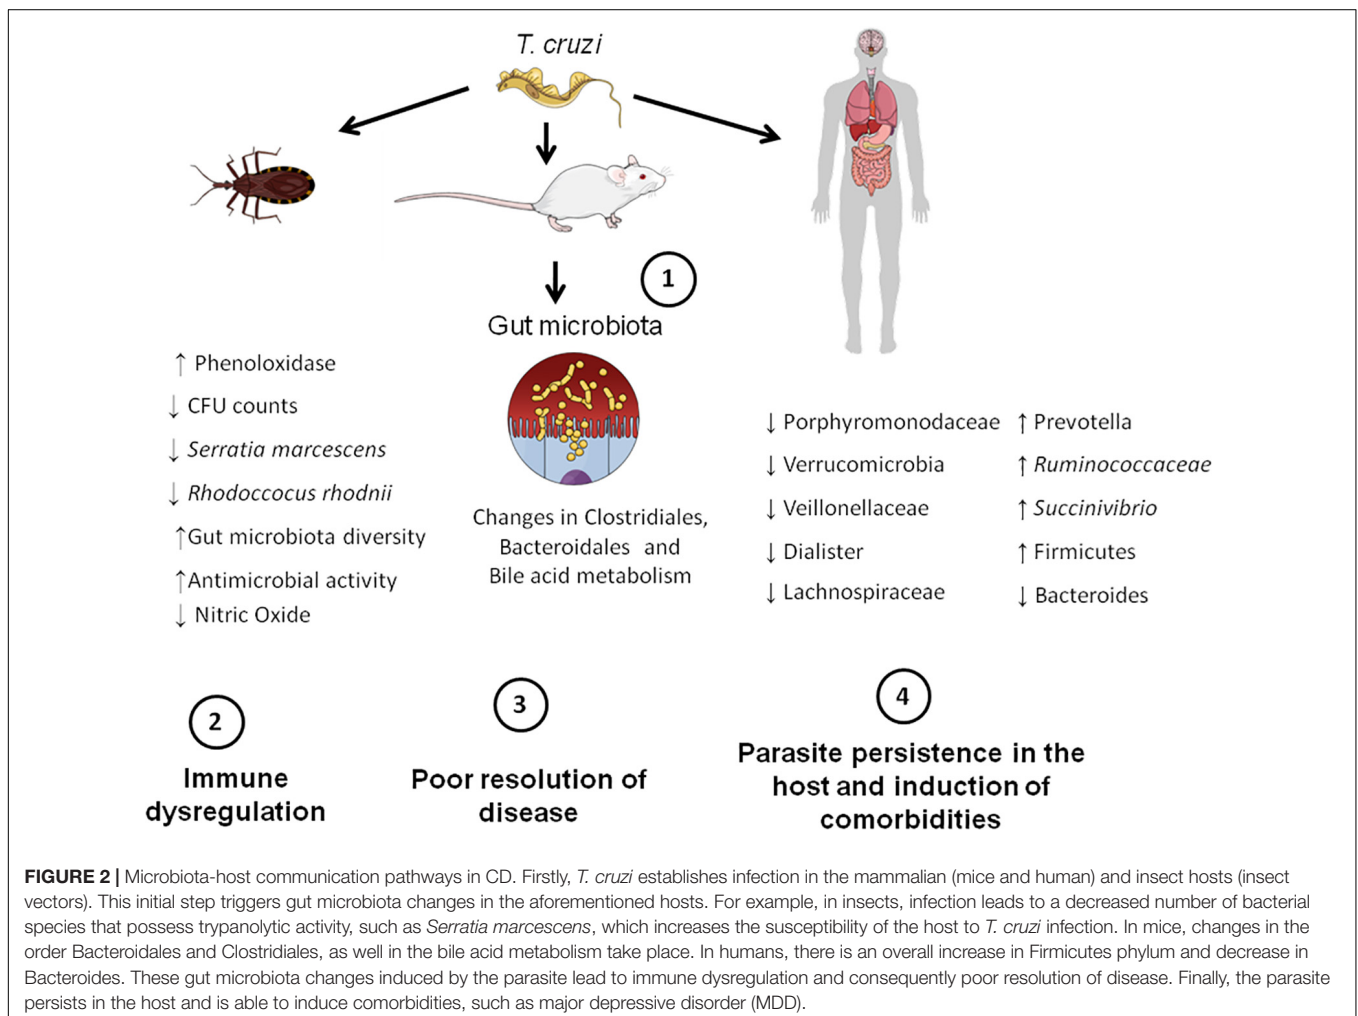 T. cruzi
1
Gut microbiota
↑ Phenoloxidase
↓ CFU counts
↓ Serratia marcescens
↓ Rhodoccocus rhodnii
↑Gut microbiota diversity
↑Antimicrobial activity
↓ Nitric Oxide
Changes in Clostridiales,
Bacteroidales and
Bile acid metabolism
↓ Porphyromonodaceae
↓ Verrucomicrobia
↓ Veillonellaceae
↓ Dialister
↓ Lachnospiraceae
↑ Prevotella
↑ Ruminococcaceae
↑ Succinivibrio
↑ Firmicutes
↓ Bacteroides
2
Immune
dysregulation
3
Poor resolution of
disease
4
Parasite persistence in the
host and induction of
comorbidities
FIGURE 2 | Microbiota-host communication pathways in CD. Firstly, T. cruzi establishes infection in the mammalian (mice and human) and insect hosts (insect
vectors). This initial step triggers gut microbiota changes in the aforementioned hosts. For example, in insects, infection leads to a decreased number of bacterial
species that possess trypanolytic activity, such as Serratia marcescens, which increases the susceptibility of the host to T. cruzi infection. In mice, changes in the
order Bacteroidales and Clostridiales, as well in the bile acid metabolism take place. In humans, there is an overall increase in Firmicutes phylum and decrease in
Bacteroides. These gut microbiota changes induced by the parasite lead to immune dysregulation and consequently poor resolution of disease. Finally, the parasite
persists in the host and is able to induce comorbidities, such as major depressive disorder (MDD).